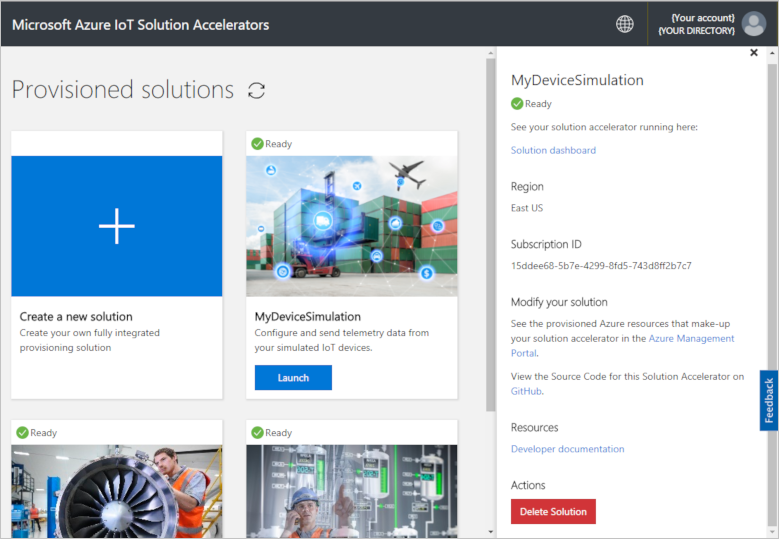 Microsoft Azure IoT Solution Accelerators
{Your account}
{YOUR DIRECTORY}
Provisioned solutions
Create a new solution
Create your own fully integrated
provisioning solution
Ready
MyDeviceSimulation
Configure and send telemetry data from
your simulated IoT devices.
Launch
Ready
Ready
MyDeviceSimulation
Ready
See your solution accelerator running here:
Solution dashboard
Region
East US
Subscription ID
15ddee68-5b7e-4299-8fd5-743d8ff2b7c7
Modify your solution
See the provisioned Azure resources that make-up
your solution accelerator in the Azure Management
Portal.
View the Source Code for this Solution Accelerator on
GitHub.
Resources
Developer documentation
Actions
Delete Solution
Feedback